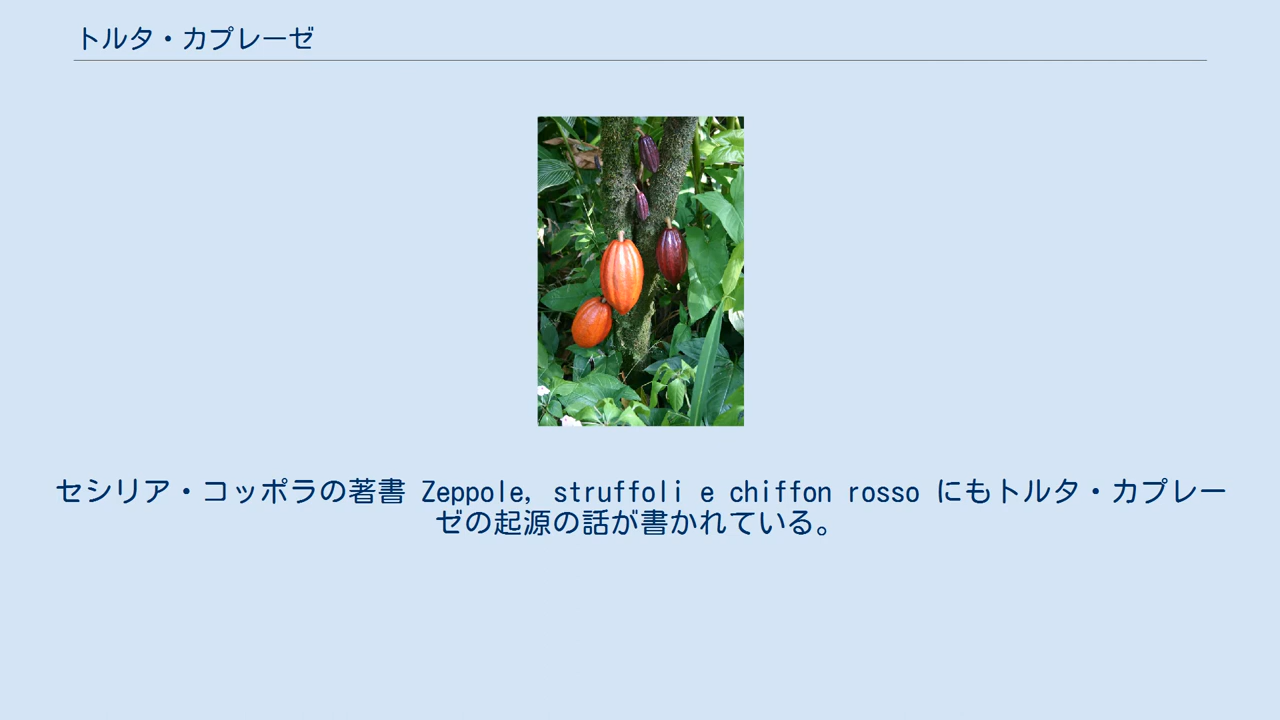 トルタ・カプレーゼ
セシリア・コッポラの著書 Zeppole, struffoli e chiffon rosso にもトルタ・カプレー
ゼの起源の話が書かれている。